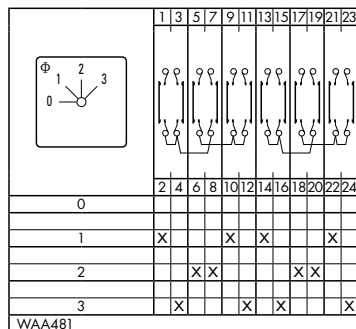 1 3 5 7 9 11 13 15 17 19 21 23
Φ
2
1 3
0
2 4 6 8 10 12 14 16 18 20 22 24
0
1 X X X X
2 X X X X
3 X X X X
WAA481